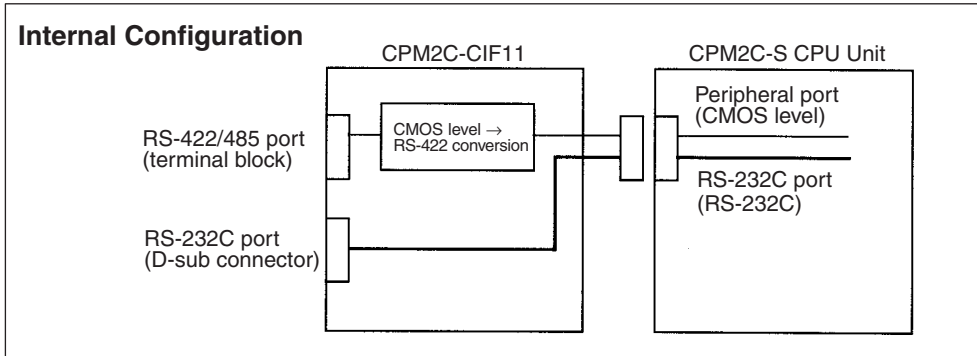 Internal Configuration
CPM2C-CIF11
CPM2C-S CPU Unit
RS-422/485 port
(terminal block)
CMOS level →
RS-422 conversion
Peripheral port
(CMOS level)
RS-232C port
(RS-232C)
RS-232C port
(D-sub connector)